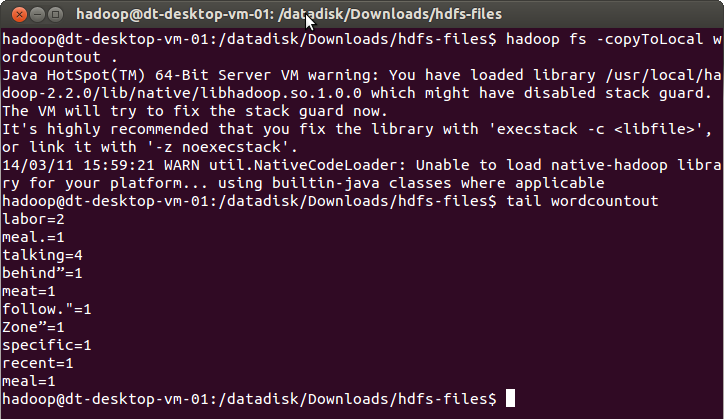 hadoop@dt-desktop-vm-01: /datadisk/Downloads/hdfs-files
hadoop@dt-desktop-vm-01:/datadisk/Downloads/hdfs-files$ hadoop fs -copyToLocal w
ordcountout .
Java HotSpot(TM) 64-Bit Server VM warning: You have loaded library /usr/local/ha
doop-2.2.0/lib/native/libhadoop.so.1.0.0 which might have disabled stack guard.
The VM will try to fix the stack guard now.
It's highly recommended that you fix the library with 'execstack -c <libfile>',
or link it with '-z noexecstack'.
14/03/11 15:59:21 WARN util.NativeCodeLoader: Unable to load native-hadoop libra
ry for your platform... using builtin-java classes where applicable
hadoop@dt-desktop-vm-01:/datadisk/Downloads/hdfs-files$ tail wordcountout
labor=2
meal.=1
talking=4
behind”=1
meat=1
follow."=1
Zone”=1
specific=1
recent=1
meal=1
hadoop@dt-desktop-vm-01:/datadisk/Downloads/hdfs-files$